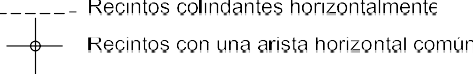 Recintos colindantes horizontalmente
Recintos con una arista horizontal común